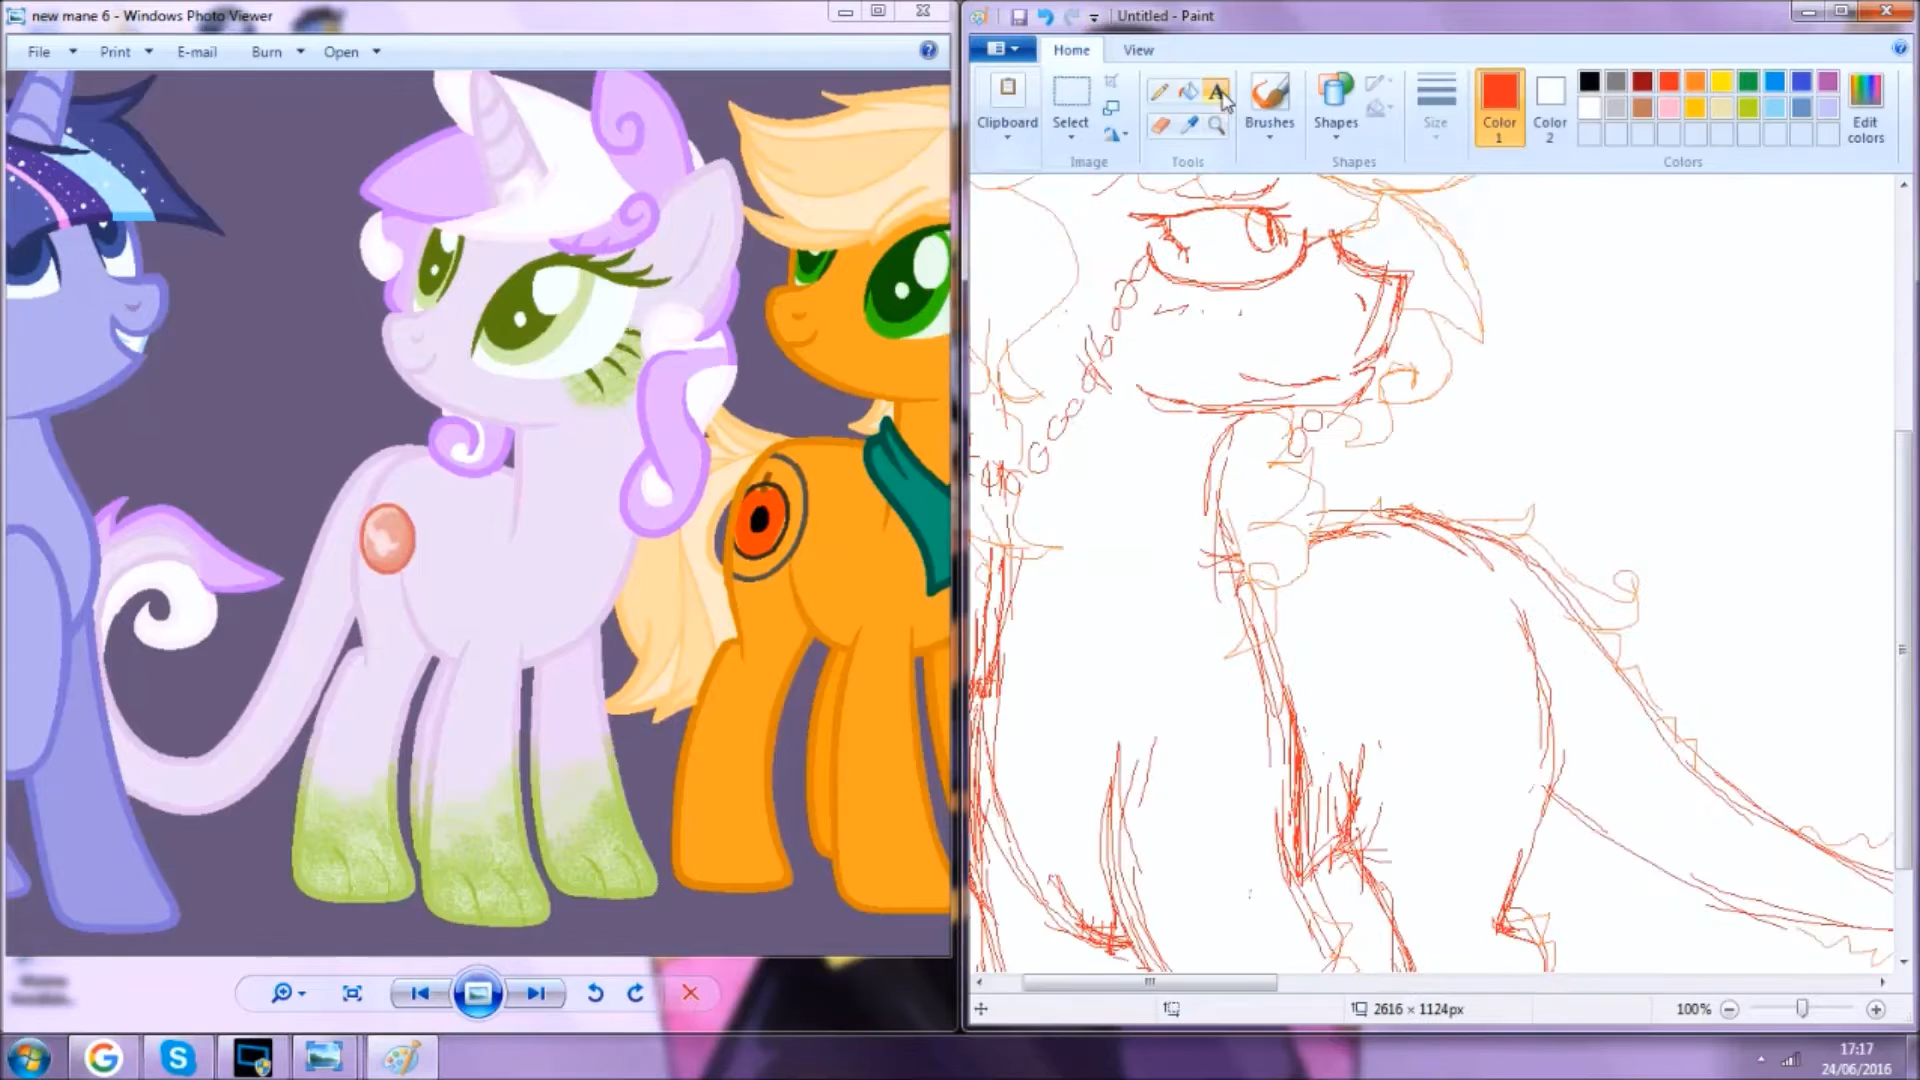 new mane 6 - Windows Photo Viewer
File Print E-mail Burn Open
Untitled - Paint
Home View
Clipboard
Select
A
Brushes
Shapes
Size
Color 1
Color 2
Edit colors
Image
Tools
Shapes
Colors
2616 × 1124px
100%
17:17
24/06/2016